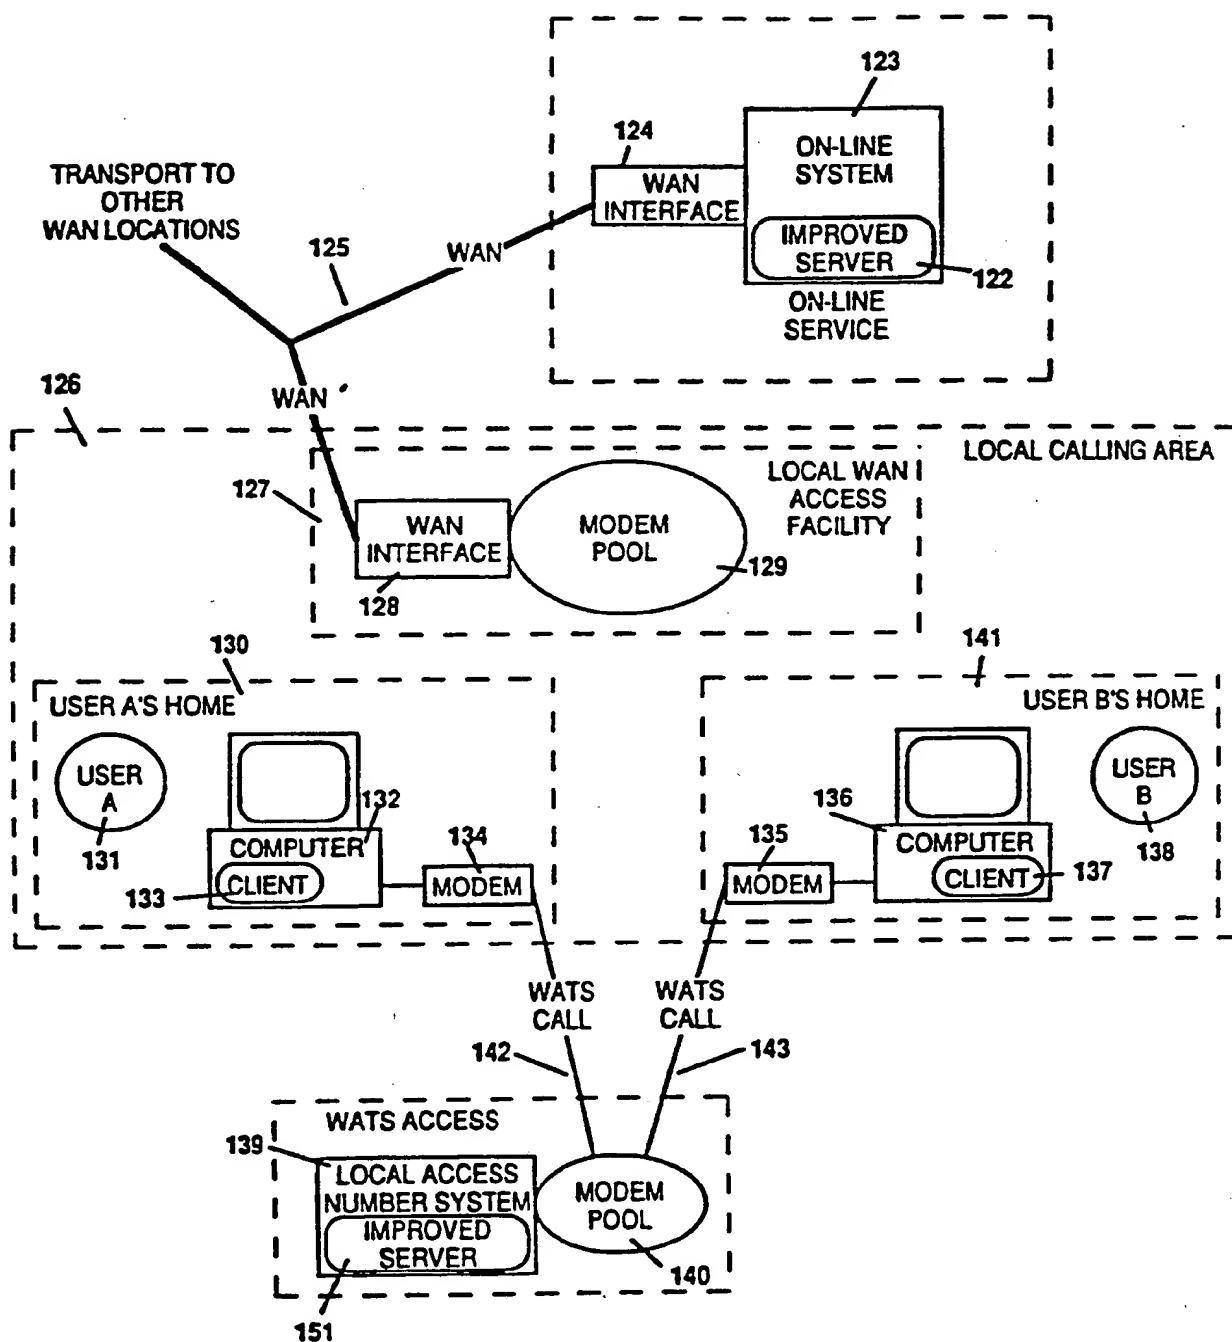 123
124
ON-LINE
SYSTEM
TRANSPORT TO
OTHER
WAN LOCATIONS
WAN
INTERFACE
125
WAN
IMPROVED
SERVER
122
ON-LINE
SERVICE
126
WAN
LOCAL CALLING AREA
127
LOCAL WAN
ACCESS
FACILITY
WAN
INTERFACE
MODEM
POOL
129
128
130
141
USER A'S HOME
USER B'S HOME
USER
A
131
132
COMPUTER
133
CLIENT
134
MODEM
135
MODEM
136
COMPUTER
CLIENT
137
USER
B
138
WATS
CALL
WATS
CALL
142
143
WATS ACCESS
139
LOCAL ACCESS
NUMBER SYSTEM
IMPROVED
SERVER
MODEM
POOL
140
151